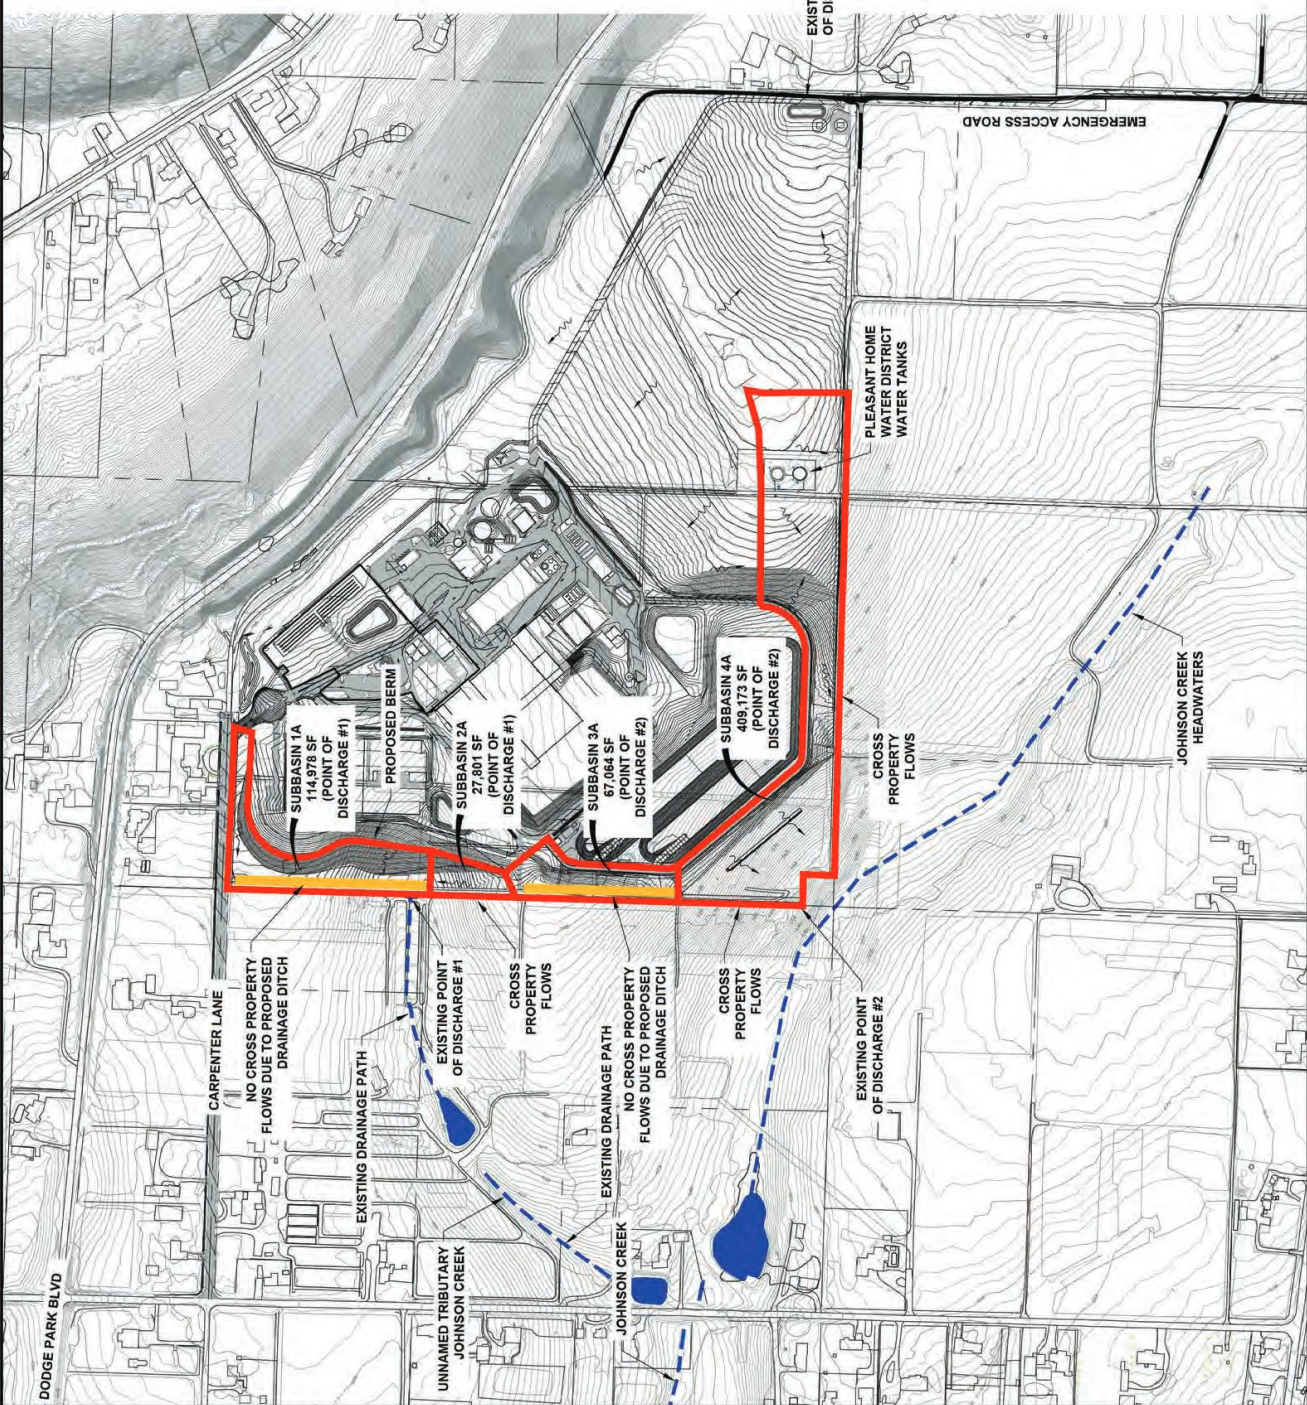 DODGE PARK BLVD
CARPENTER LANE
NO CROSS PROPERTY
FLOWS DUE TO PROPOSED
DRAINAGE DITCH
EXISTING DRAINAGE PATH
EXISTING POINT
OF DISCHARGE #1
UNNAMED TRIBUTARY
JOHNSON CREEK
CROSS
PROPERTY
FLOWS
EXISTING DRAINAGE PATH
NO CROSS PROPERTY
FLOWS DUE TO PROPOSED
DRAINAGE DITCH
JOHNSON CREEK
CROSS
PROPERTY
FLOWS
EXISTING POINT
OF DISCHARGE #2
SUBBASIN 1A
114,978 SF
(POINT OF
DISCHARGE #1)
PROPOSED BERM
SUBBASIN 2A
27,801 SF
(POINT OF
DISCHARGE #1)
SUBBASIN 3A
67,064 SF
(POINT OF
DISCHARGE #2)
SUBBASIN 4A
409,173 SF
(POINT OF
DISCHARGE #2)
CROSS
PROPERTY
FLOWS
JOHNSON CREEK
HEADWATERS
PLEASANT HOME
WATER DISTRICT
WATER TANKS
EMERGENCY ACCESS ROAD
EXIST
OF DI